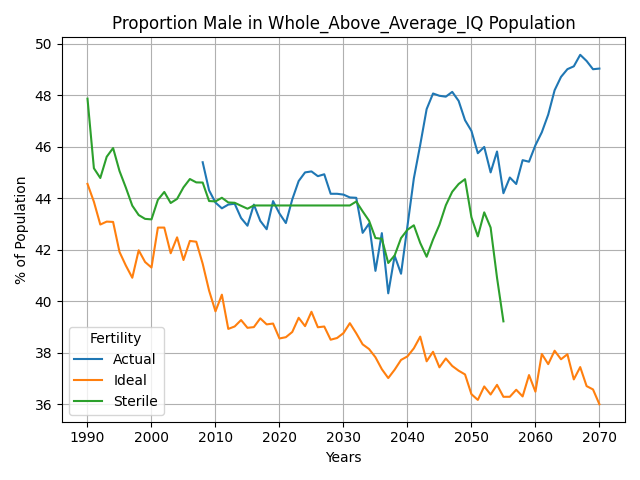 Proportion Male in Whole_Above_Average_IQ Population
% of Population
50
48
46
44
42
40
38
36
Fertility
Actual
Ideal
Sterile
1990 2000 2010 2020 2030 2040 2050 2060 2070
Years